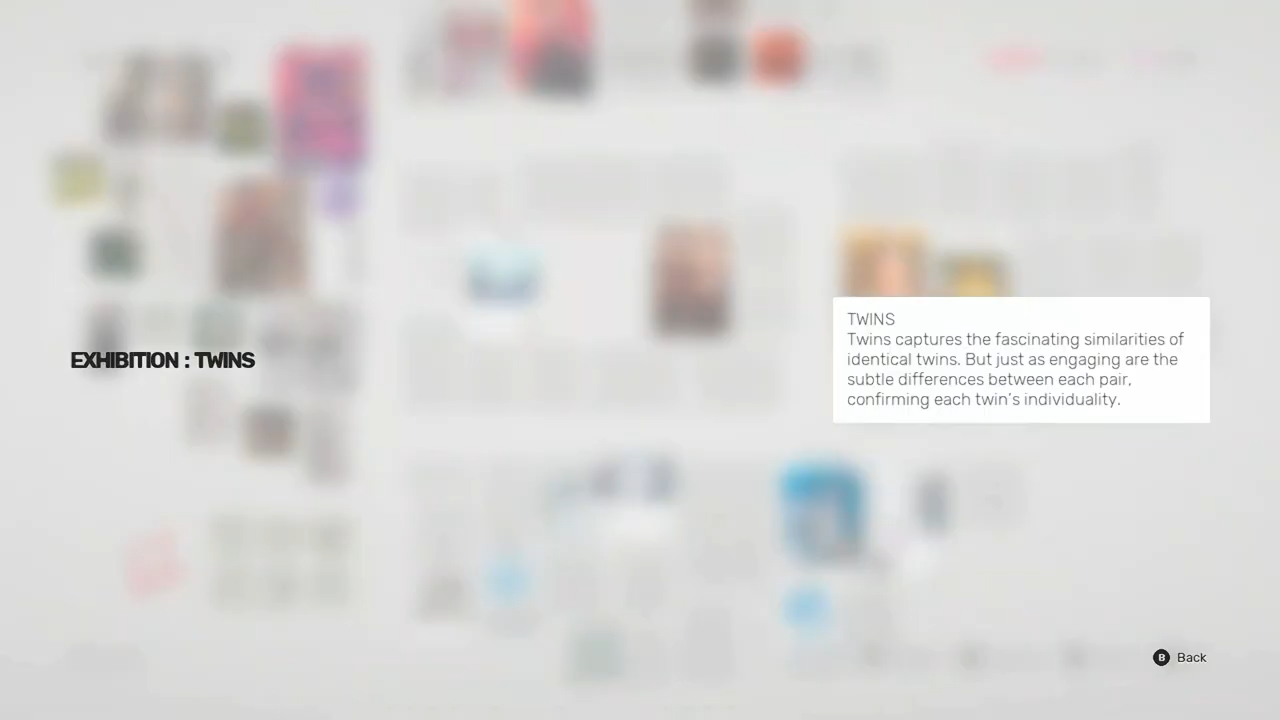 EXHIBITION : TWINS
TWINS
Twins captures the fascinating similarities of
identical twins. But just as engaging are the
subtle differences between each pair,
confirming each twin's individuality.
B Back